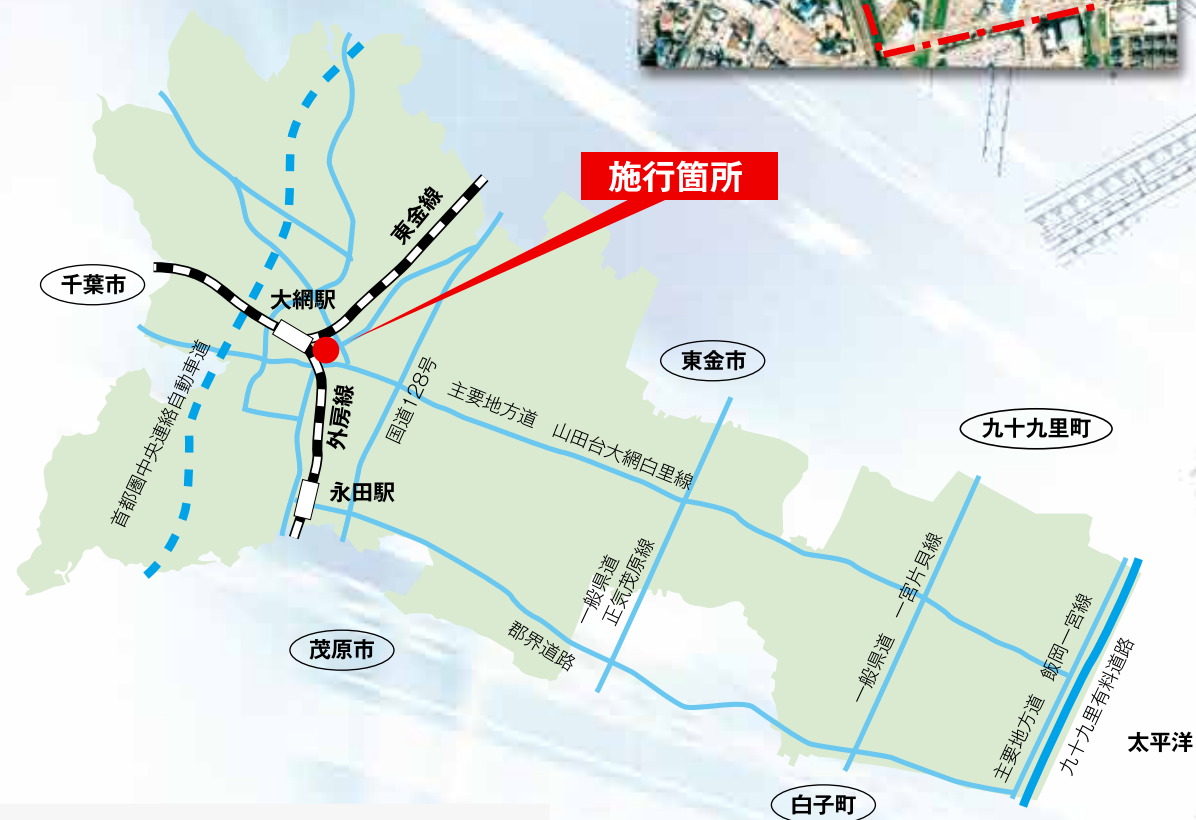 施行箇所
東金線
千葉市
大網駅
首都圏中央連絡自動車道
国道128号
外房線
主要地方道　山田台大網白里線
東金市
九十九里町
永田駅
一般県道
正気茂原線
一般県道　一宮片貝線
郡界道路
茂原市
主要地方道　飯岡一宮線
九十九里有料道路
太平洋
白子町